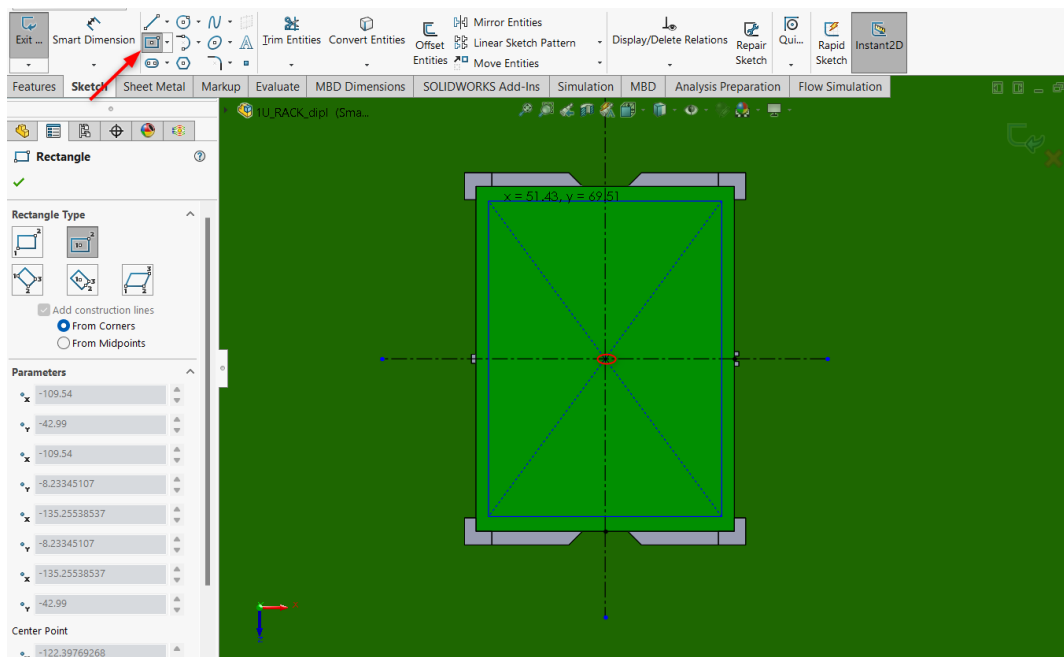 Exit ...
Smart Dimension
Trim Entities
Convert Entities
Offset Entities
Mirror Entities
Linear Sketch Pattern
Move Entities
Display/Delete Relations
Repair Sketch
Qui...
Rapid Sketch
Instant2D
Features
Sketch
Sheet Metal
Markup
Evaluate
MBD Dimensions
SOLIDWORKS Add-Ins
Simulation
MBD
Analysis Preparation
Flow Simulation
1U_RACK_dipl (Sma...
Rectangle
Rectangle Type
Add construction lines
From Corners
From Midpoints
Parameters
x -109.54
Y -42.99
x -109.54
Y -8.23345107
x -135.25538537
Y -8.23345107
x -135.25538537
Y -42.99
Center Point
-122.39769268
x = 51.43, y = 69.51